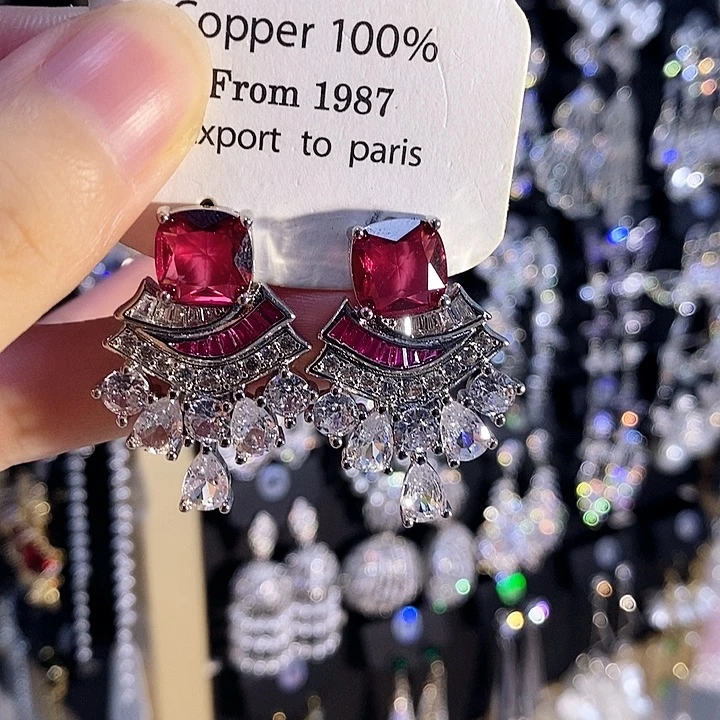 Copper 100%
From 1987
xport to paris